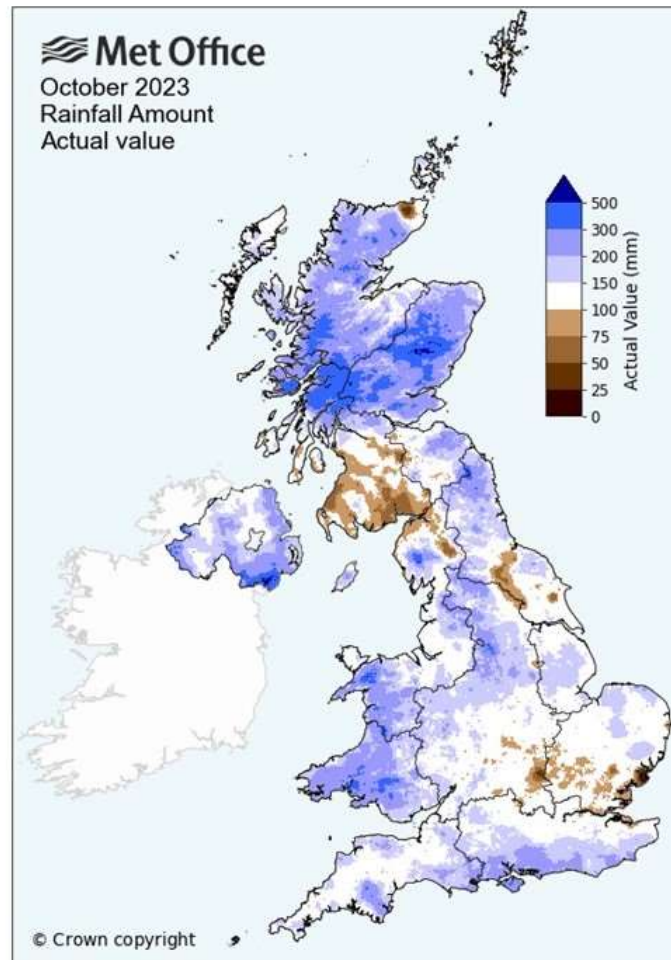 Met Office
October 2023
Rainfall Amount
Actual value
500
300
200
150
100
75
50
25
0
Actual Value (mm)
© Crown copyright